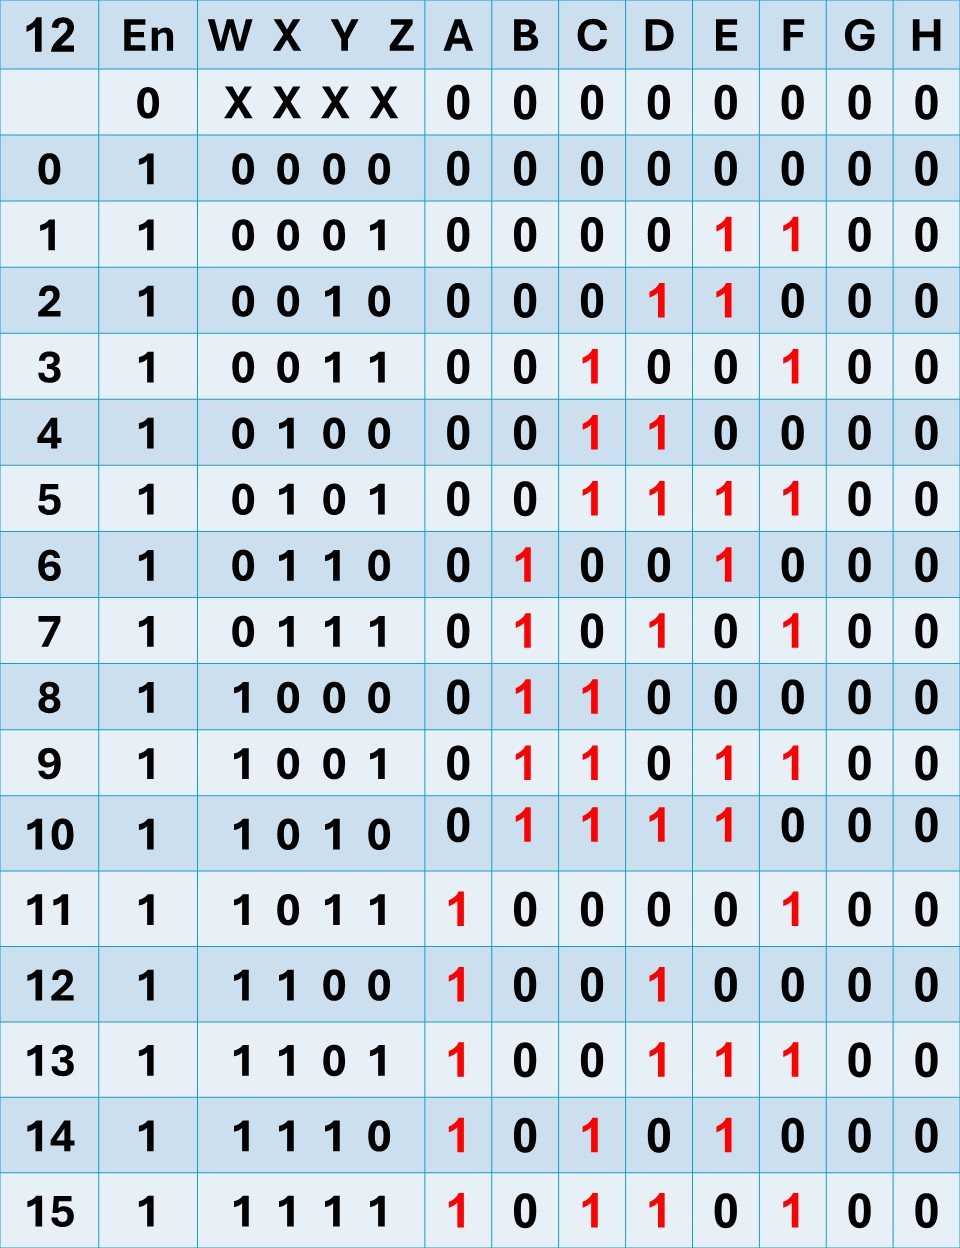 12 En W X Y Z A B C D E F G H
0 X X X X 0 0 0 0 0 0 0 0
0 1 0 0 0 0 0 0 0 0 0 0 0 0
1 1 0 0 0 1 0 0 0 0 1 1 0 0
2 1 0 0 1 0 0 0 0 1 1 0 0 0
3 1 0 0 1 1 0 0 1 0 0 1 0 0
4 1 0 1 0 0 0 0 1 1 0 0 0 0
5 1 0 1 0 1 0 0 1 1 1 1 0 0
6 1 0 1 1 0 0 1 0 0 1 0 0 0
7 1 0 1 1 1 0 1 0 1 0 1 0 0
8 1 1 0 0 0 0 1 1 0 0 0 0 0
9 1 1 0 0 1 0 1 1 0 1 1 0 0
10 1 1 0 1 0 0 1 1 1 1 0 0 0
11 1 1 0 1 1 1 0 0 0 0 1 0 0
12 1 1 1 0 0 1 0 0 1 0 0 0 0
13 1 1 1 0 1 1 0 0 1 1 1 0 0
14 1 1 1 1 0 1 0 1 0 1 0 0 0
15 1 1 1 1 1 1 0 1 1 0 1 0 0